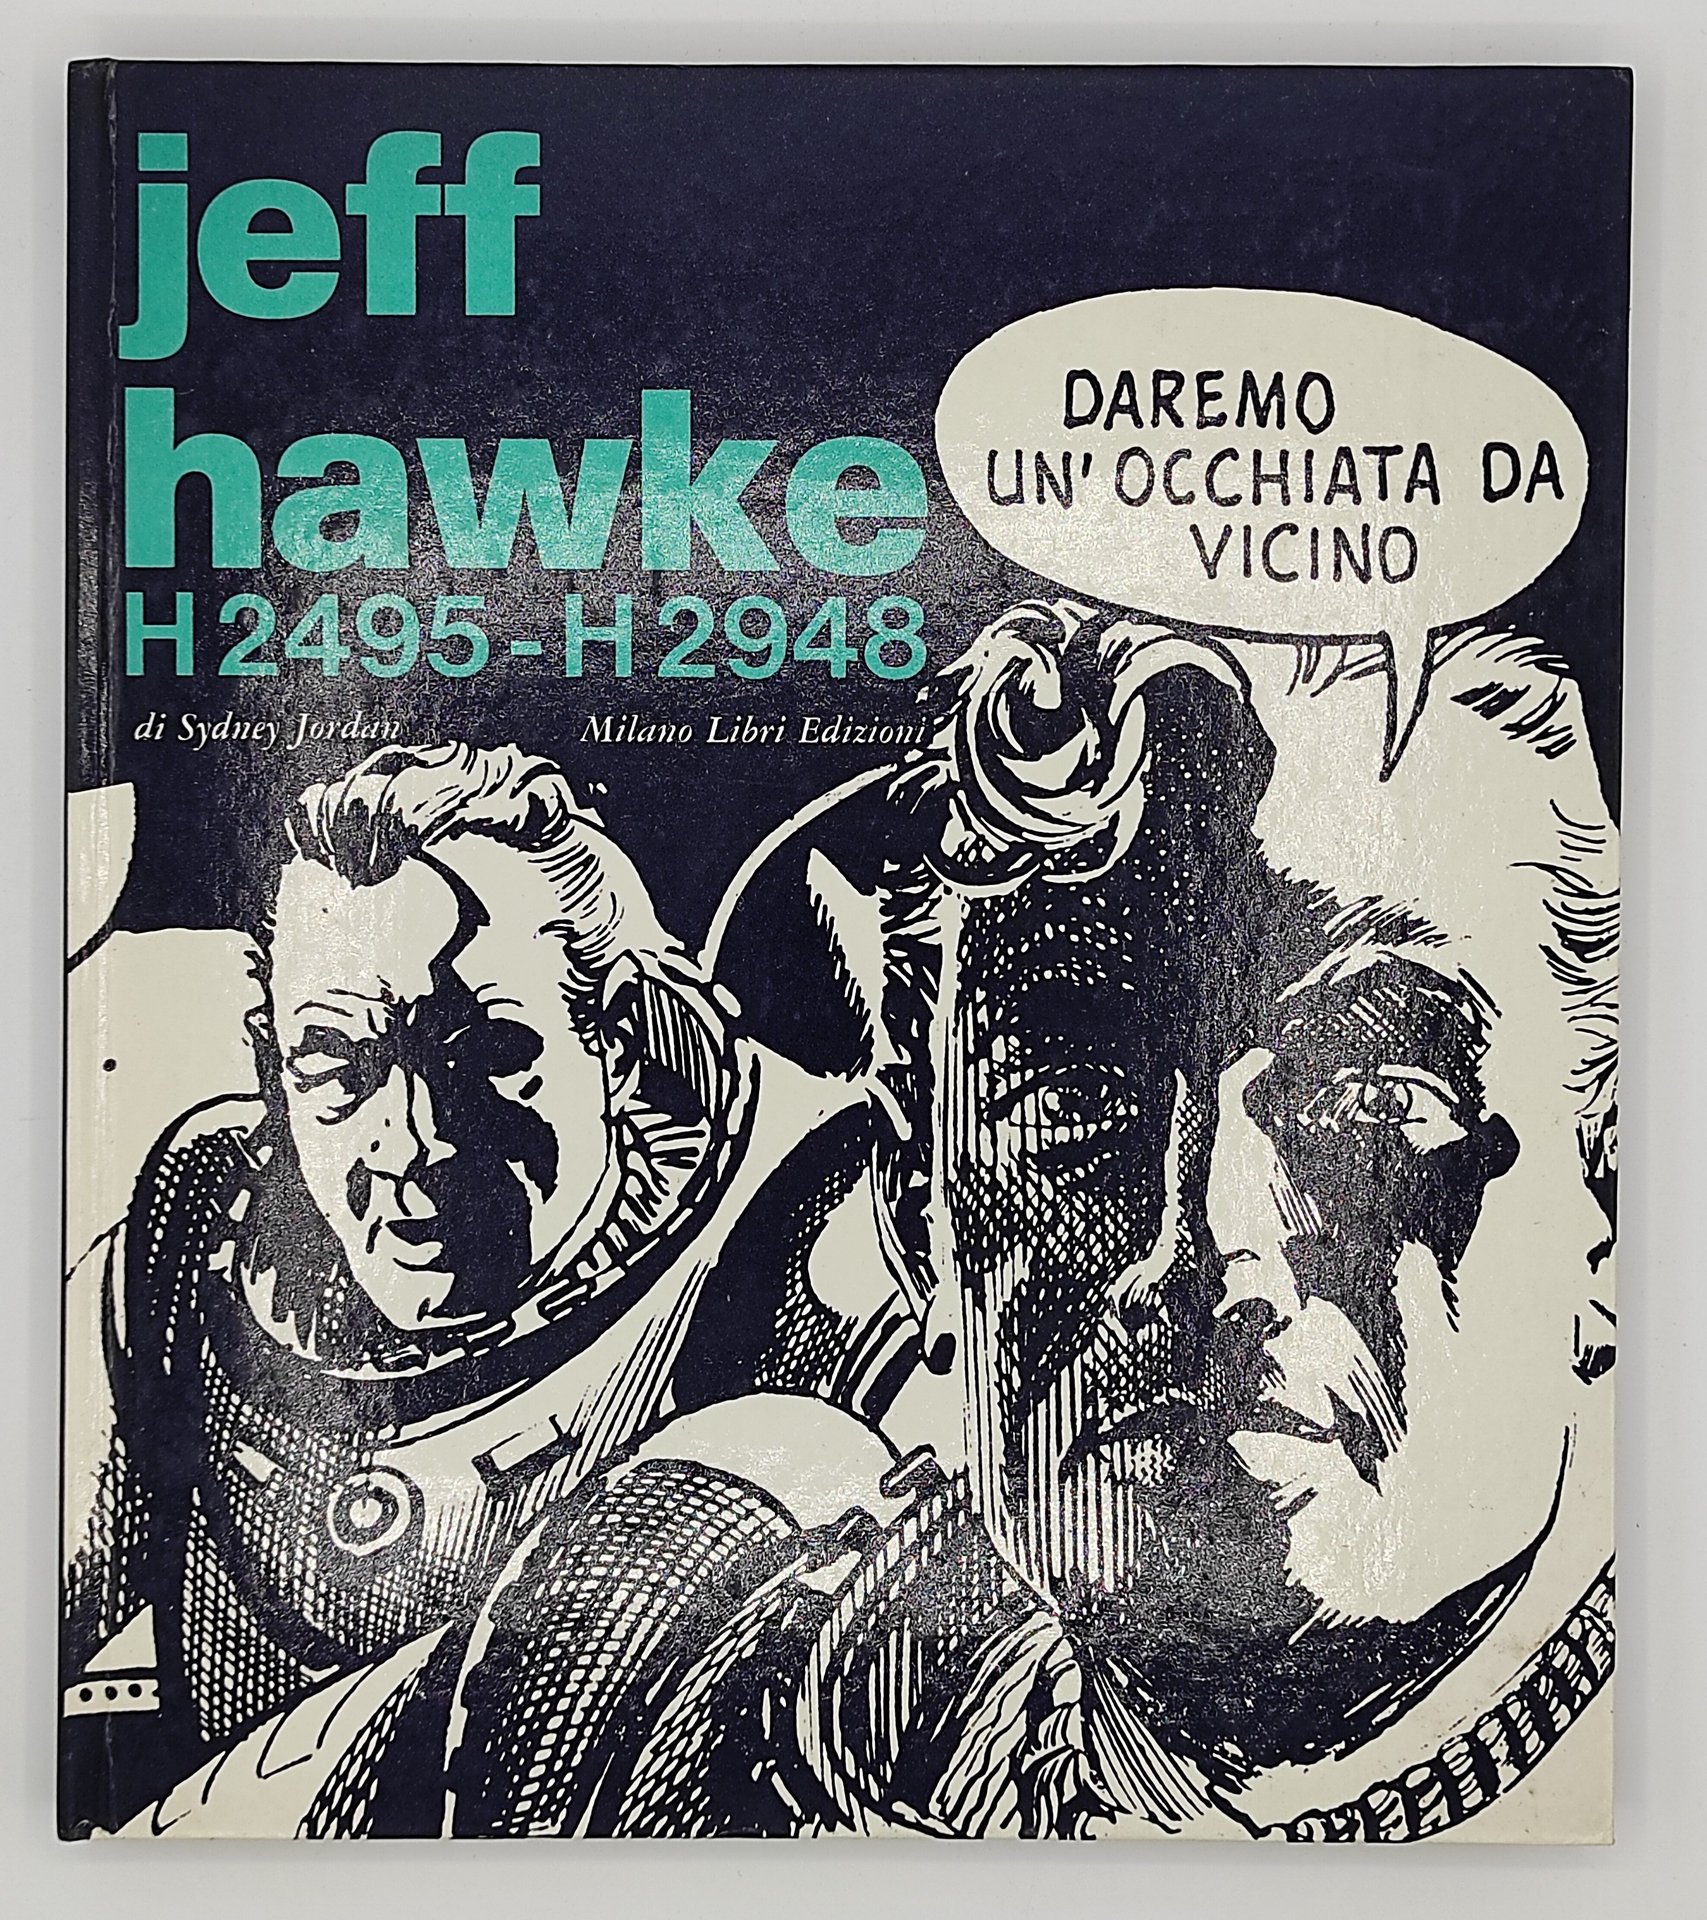 jeff
hawke
H2495-H2948
di Sydney Jordan
Milano Libri Edizioni
DAREMO
UN'OCCHIATA DA
VICINO